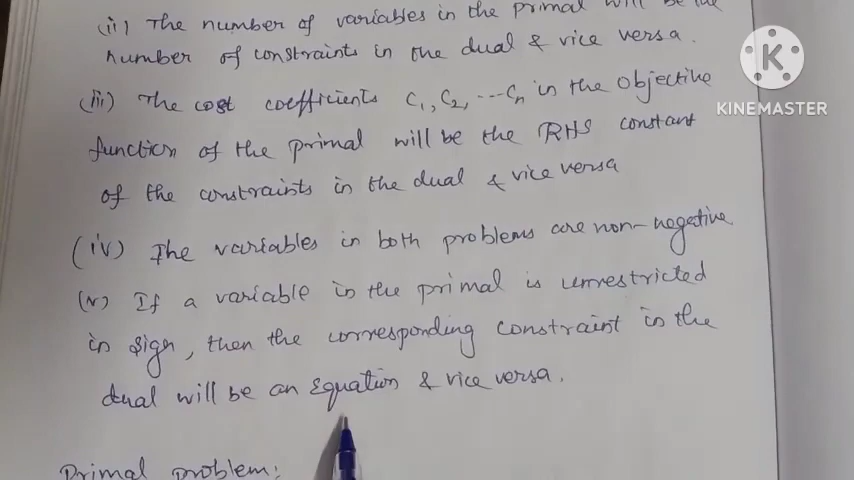 (ii) The number of variables in the primal will be the
number of constraints in the dual & vice versa.
(iii) The cost coefficients C1, C2, ---Cn in the objective
function of the primal will be the RHS constant
of the constraints in the dual & vice versa
(iv) The variables in both problems are non-negative.
(v) If a variable in the primal is unrestricted
in sign, then the corresponding constraint in the
dual will be an Equation & vice versa.
Primal problem:
K
KINEMASTER